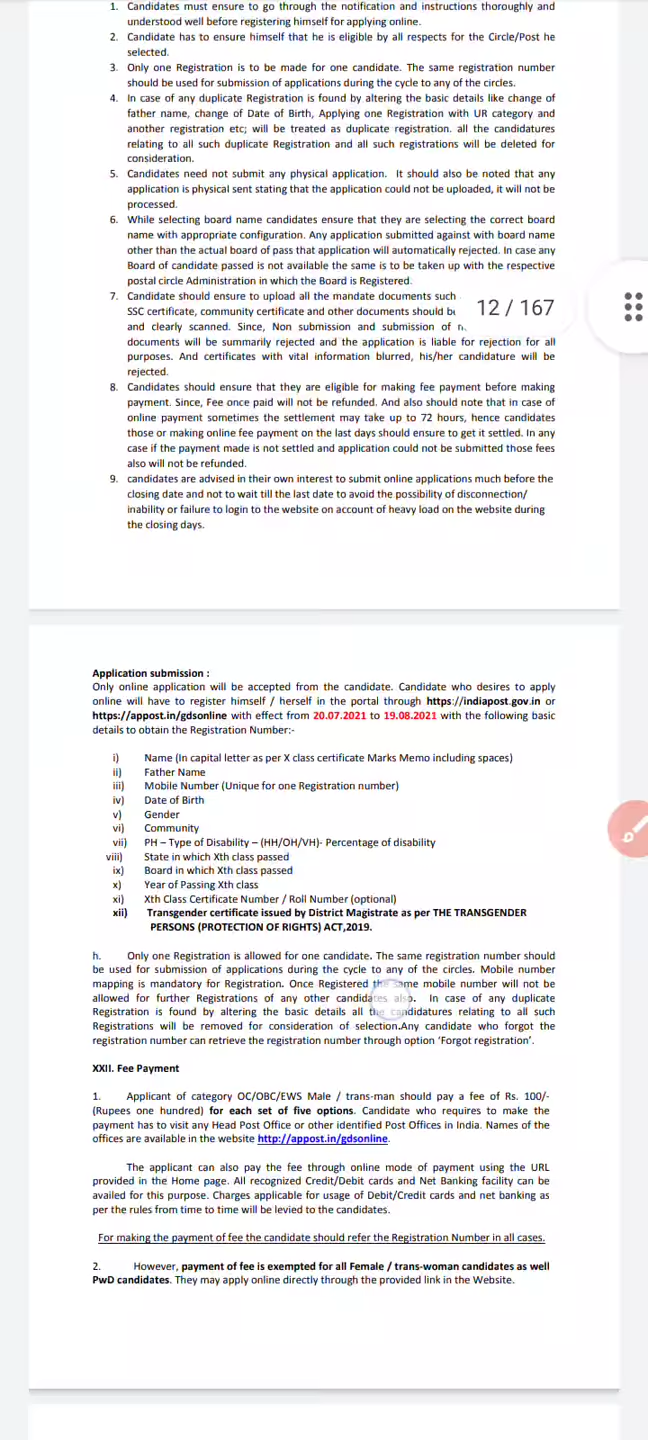 1. Candidates must ensure to go through the notification and instructions thoroughly and
understood well before registering himself for applying online.
2. Candidate has to ensure himself that he is eligible by all respects for the Circle/Post he
selected.
3. Only one Registration is to be made for one candidate. The same registration number
should be used for submission of applications during the cycle to any of the circles.
4. In case of any duplicate Registration is found by altering the basic details like change of
father name, change of Date of Birth, Applying one Registration with UR category and
another registration etc; will be treated as duplicate registration. all the candidatures
relating to all such duplicate Registration and all such registrations will be deleted for
consideration.
5. Candidates need not submit any physical application. It should also be noted that any
application is physical sent stating that the application could not be uploaded, it will not be
processed.
6. While selecting board name candidates ensure that they are selecting the correct board
name with appropriate configuration. Any application submitted against with board name
other than the actual board of pass that application will automatically rejected. In case any
Board of candidate passed is not available the same is to be taken up with the respective
postal circle Administration in which the Board is Registered.
7. Candidate should ensure to upload all the mandate documents such
SSC certificate, community certificate and other documents should
12 / 167
and clearly scanned. Since, Non submission and submission of
documents will be summarily rejected and the application is liable for rejection for all
purposes. And certificates with vital information blurred, his/her candidature will be
rejected.
8. Candidates should ensure that they are eligible for making fee payment before making
payment. Since, Fee once paid will not be refunded. And also should note that in case of
online payment sometimes the settlement may take up to 72 hours, hence candidates
those or making online fee payment on the last days should ensure to get it settled. In any
case if the payment made is not settled and application could not be submitted those fees
also will not be refunded.
9. candidates are advised in their own interest to submit online applications much before the
closing date and not to wait till the last date to avoid the possibility of disconnection/
inability or failure to login to the website on account of heavy load on the website during
the closing days.
Application submission :
Only online application will be accepted from the candidate. Candidate who desires to apply
online will have to register himself / herself in the portal through https://indiapost.gov.in or
https://appost.in/gdsonline with effect from 20.07.2021 to 19.08.2021 with the following basic
details to obtain the Registration Number:-
i) Name (In capital letter as per X class certificate Marks Memo including spaces)
ii) Father Name
iii) Mobile Number (Unique for one Registration number)
iv) Date of Birth
v) Gender
vi) Community
vii) PH – Type of Disability – (HH/OH/VH)- Percentage of disability
viii) State in which Xth class passed
ix) Board in which Xth class passed
x) Year of Passing Xth class
xi) Xth Class Certificate Number / Roll Number (optional)
xii) Transgender certificate issued by District Magistrate as per THE TRANSGENDER
PERSONS (PROTECTION OF RIGHTS) ACT,2019.
h. Only one Registration is allowed for one candidate. The same registration number should
be used for submission of applications during the cycle to any of the circles. Mobile number
mapping is mandatory for Registration. Once Registered the same mobile number will not be
allowed for further Registrations of any other candidates also. In case of any duplicate
Registration is found by altering the basic details all the candidatures relating to all such
Registrations will be removed for consideration of selection.Any candidate who forgot the
registration number can retrieve the registration number through option ‘Forgot registration’.
XXII. Fee Payment
1. Applicant of category OC/OBC/EWS Male / trans-man should pay a fee of Rs. 100/-
(Rupees one hundred) for each set of five options. Candidate who requires to make the
payment has to visit any Head Post Office or other identified Post Offices in India. Names of the
offices are available in the website http://appost.in/gdsonline.
The applicant can also pay the fee through online mode of payment using the URL
provided in the Home page. All recognized Credit/Debit cards and Net Banking facility can be
availed for this purpose. Charges applicable for usage of Debit/Credit cards and net banking as
per the rules from time to time will be levied to the candidates.
For making the payment of fee the candidate should refer the Registration Number in all cases.
2. However, payment of fee is exempted for all Female / trans-woman candidates as well
PwD candidates. They may apply online directly through the provided link in the Website.